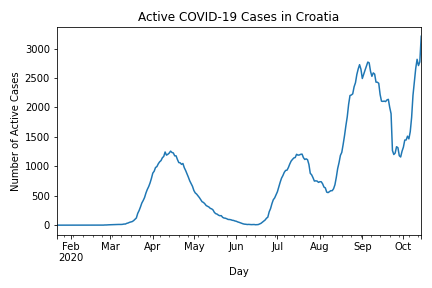 Active COVID-19 Cases in Croatia
Number of Active Cases
3000
2500
2000
1500
1000
500
0
Feb Mar Apr May Jun Jul Aug Sep Oct
2020
Day